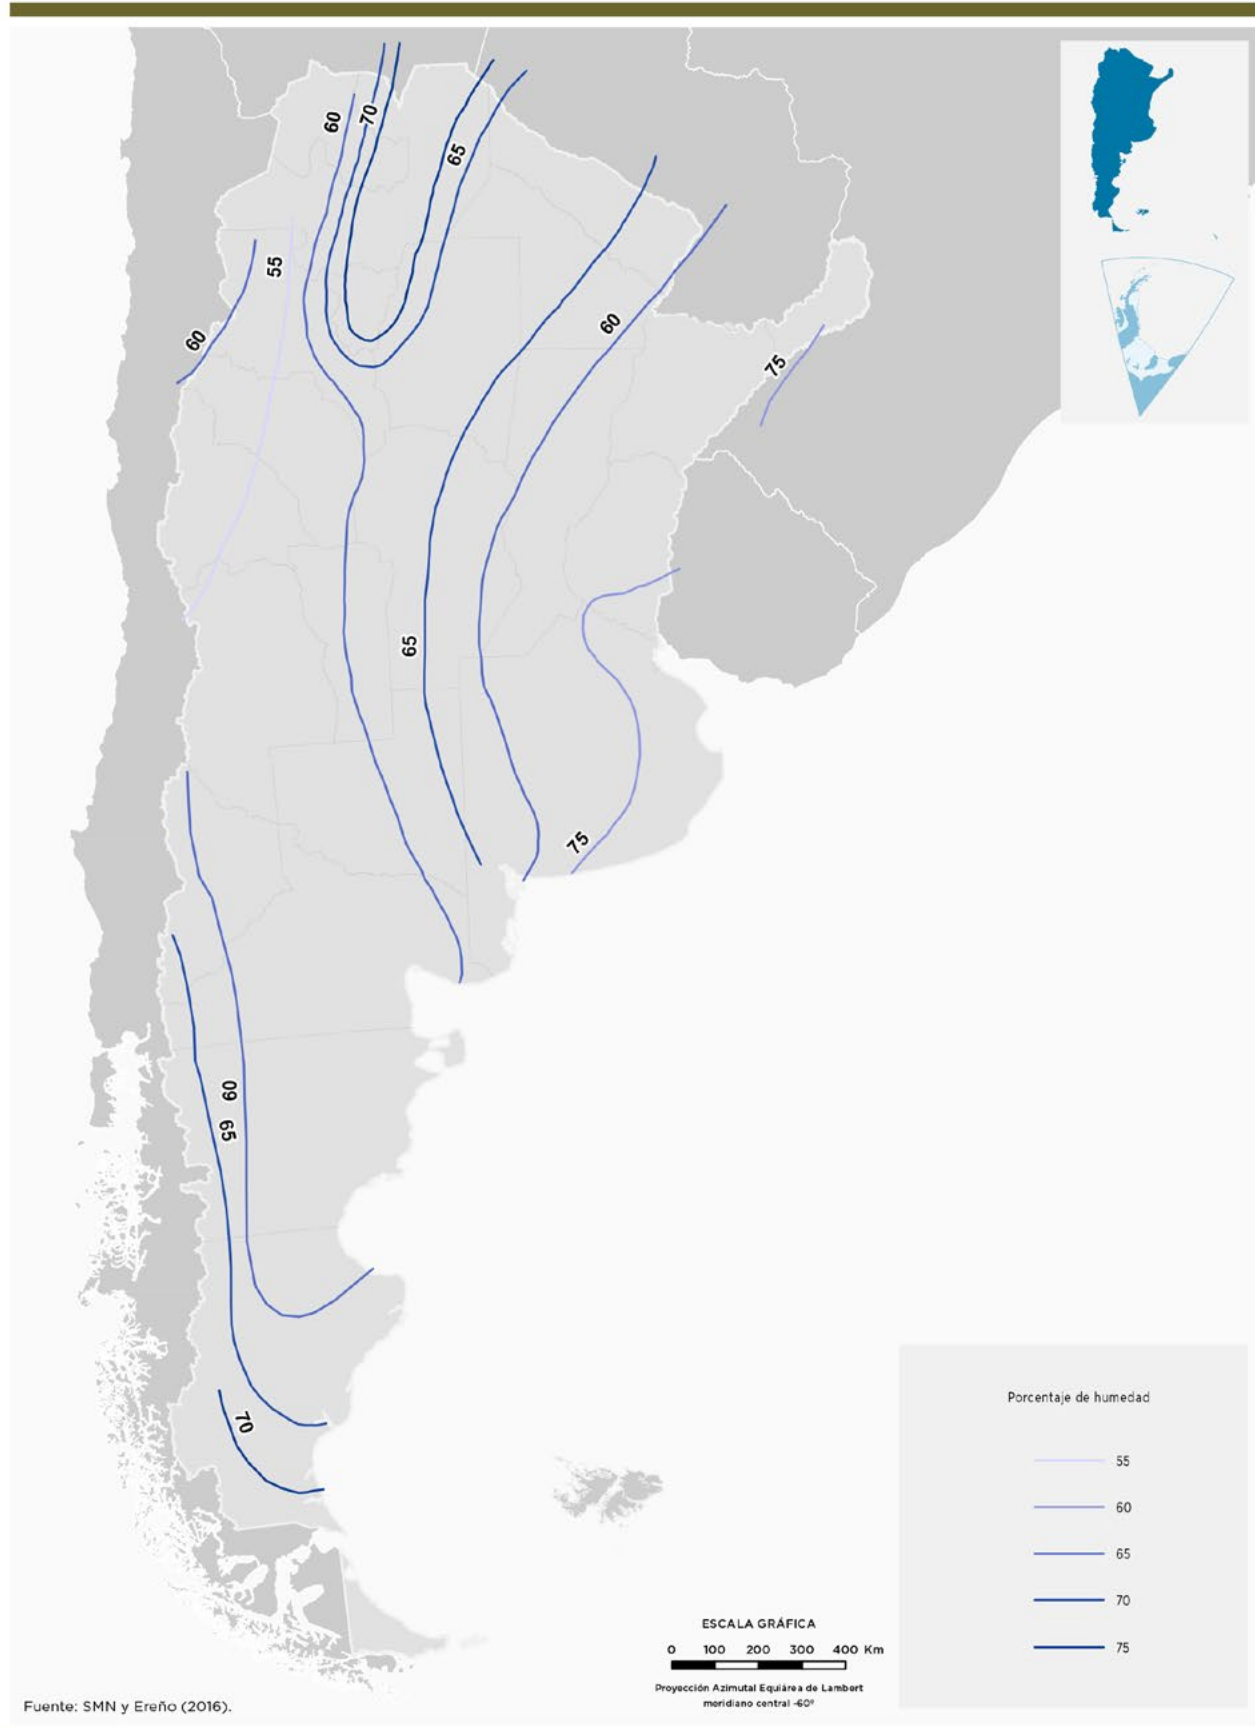 60
70
65
55
60
60
75
65
75
60
65
70
Porcentaje de humedad
55
60
65
70
75
ESCALA GRÁFICA
0 100 200 300 400 Km
Proyección Azimutal Equiárea de Lambert
meridiano central -60°
Fuente: SMN y Ereño (2016).